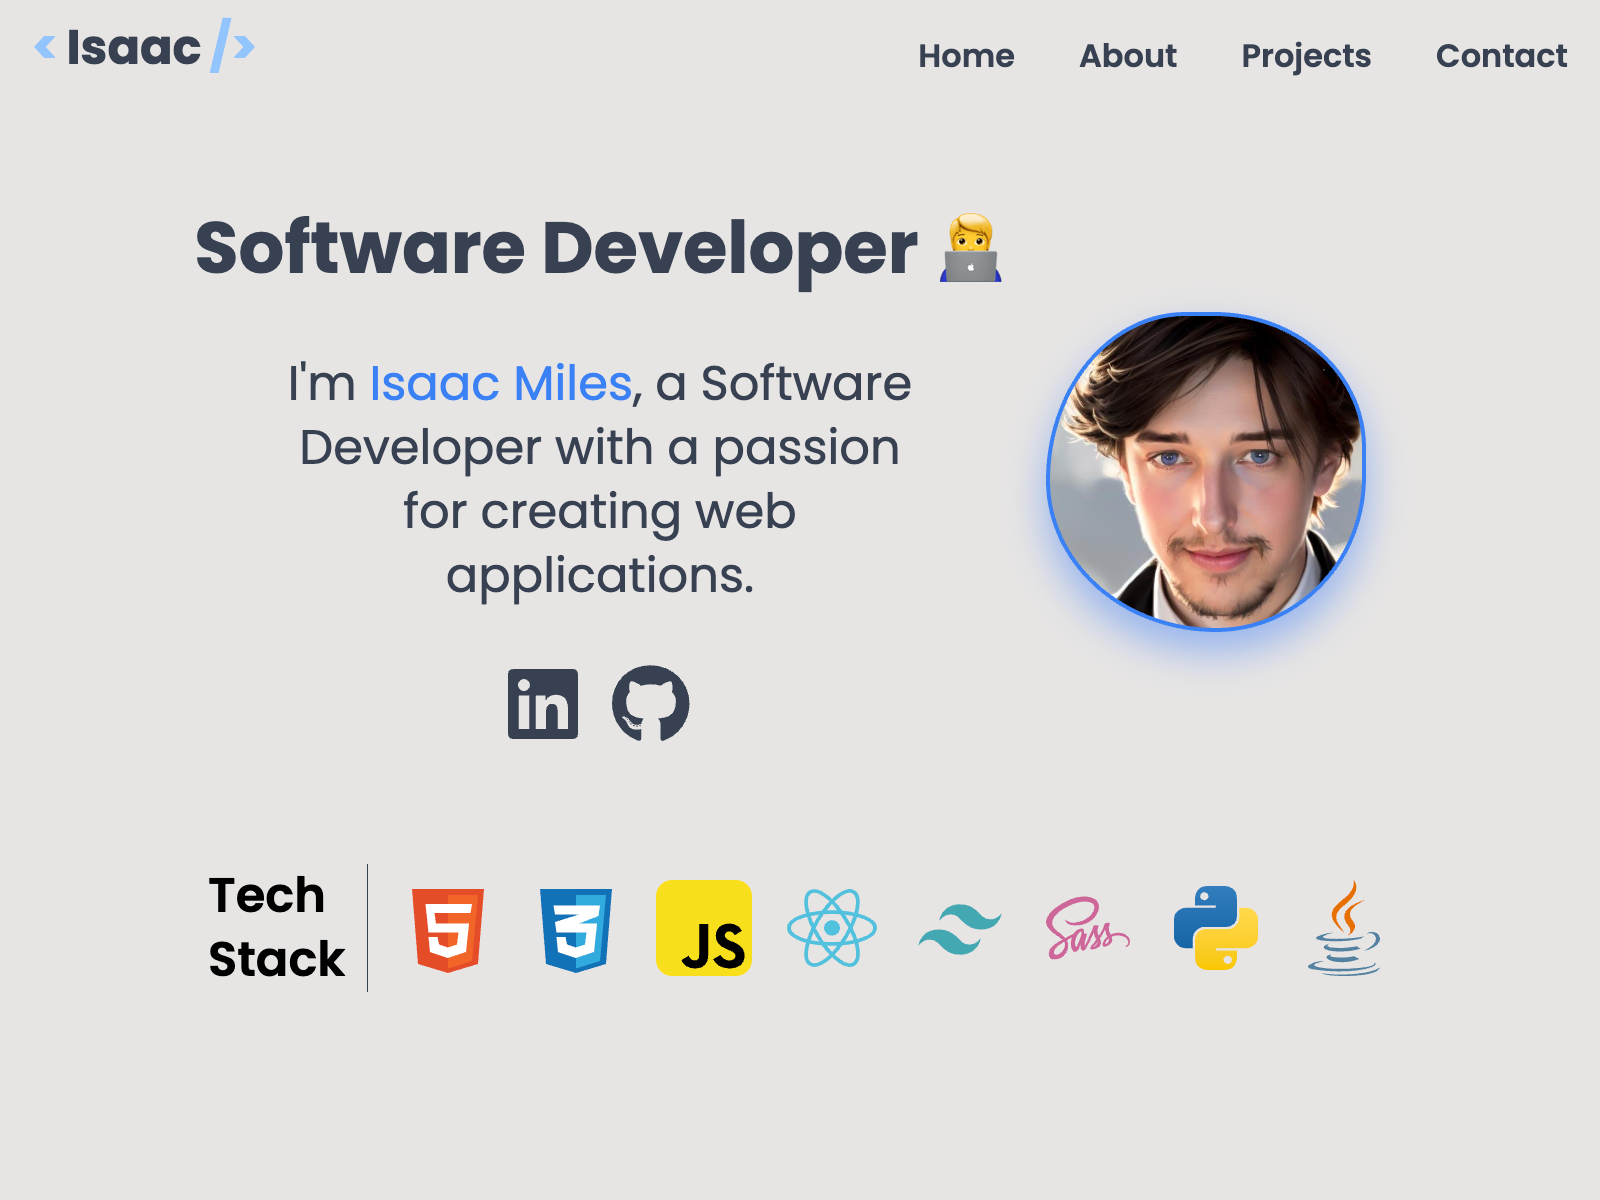 < Isaac />
Home About Projects Contact
Software Developer
I'm Isaac Miles, a Software
Developer with a passion
for creating web
applications.
in
Tech
Stack
5
3
JS
Sass